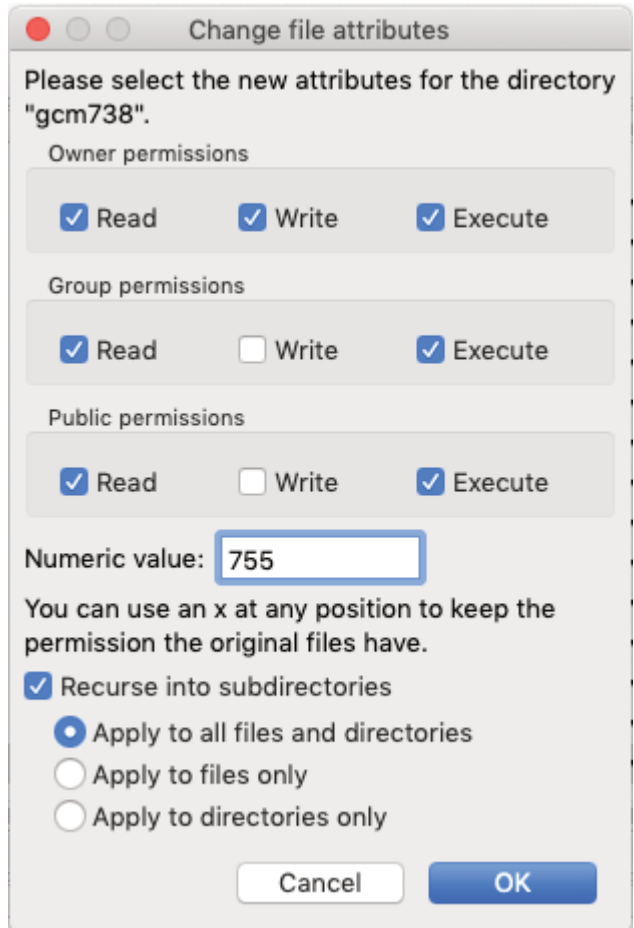 Change file attributes
Please select the new attributes for the directory
"gcm738".
Owner permissions
Read Write Execute
Group permissions
Read Write Execute
Public permissions
Read Write Execute
Numeric value: 755
You can use an x at any position to keep the
permission the original files have.
Recurse into subdirectories
Apply to all files and directories
Apply to files only
Apply to directories only
Cancel OK